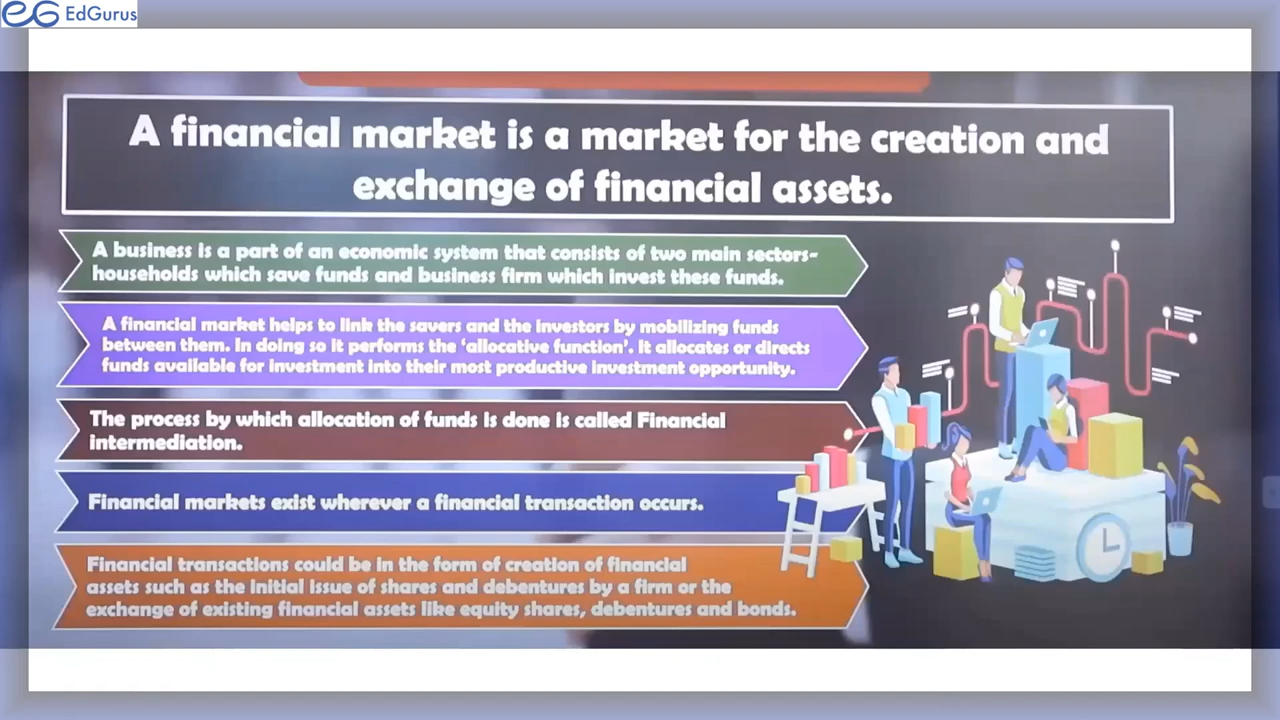 EdGurus
A financial market is a market for the creation and
exchange of financial assets.
A business is a part of an economic system that consists of two main sectors-
households which save funds and business firm which invest these funds.
A financial market helps to link the savers and the investors by mobilizing funds
between them. In doing so it performs the ‘allocative function’. It allocates or directs
funds available for investment into their most productive investment opportunity.
The process by which allocation of funds is done is called Financial
intermediation.
Financial markets exist wherever a financial transaction occurs.
Financial transactions could be in the form of creation of financial
assets such as the initial issue of shares and debentures by a firm or the
exchange of existing financial assets like equity shares, debentures and bonds.